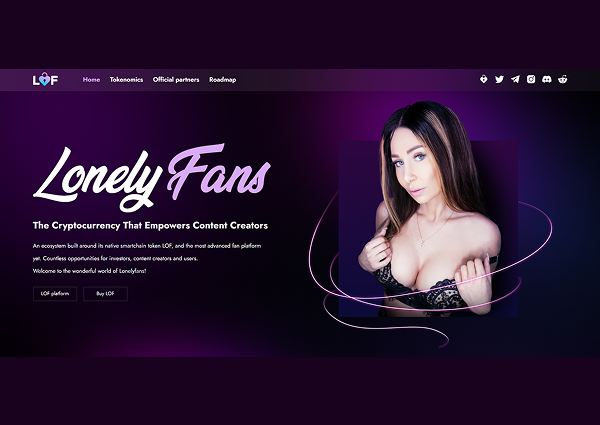 LOF
Home Tokenomics Official partners Roadmap
Lonely Fans
The Cryptocurrency That Empowers Content Creators
An ecosystem built around its native smartchain token LOF, and the most advanced fan platform
yet. Countless opportunities for investors, content creators and users.
Welcome to the wonderful world of Lonelyfans!
LOF platform Buy LOF